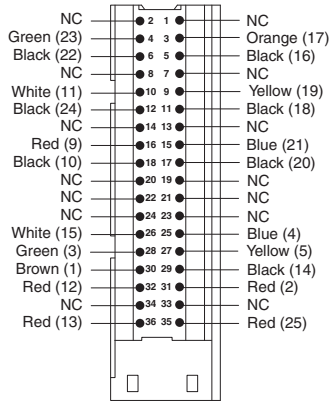 NC 2 1 NC
Green (23) 4 3 Orange (17)
Black (22) 6 5 Black (16)
NC 8 7 NC
White (11) 10 9 Yellow (19)
Black (24) 12 11 Black (18)
NC 14 13 NC
Red (9) 16 15 Blue (21)
Black (10) 18 17 Black (20)
NC 20 19 NC
NC 22 21 NC
NC 24 23 NC
White (15) 26 25 Blue (4)
Green (3) 28 27 Yellow (5)
Brown (1) 30 29 Black (14)
Red (12) 32 31 Red (2)
NC 34 33 NC
Red (13) 36 35 Red (25)